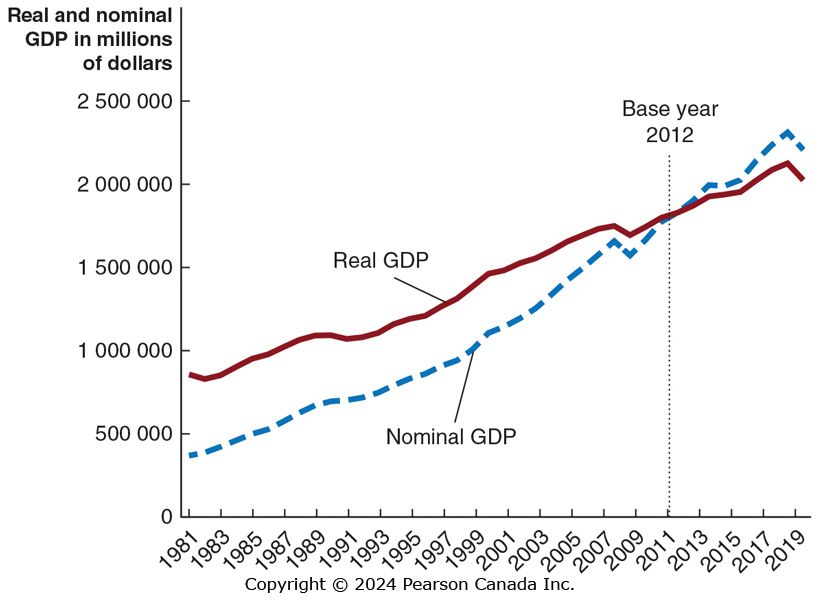 Real and nominal
GDP in millions
of dollars
2 500 000
Base year
2012
2 000 000
Real GDP
1 500 000
1 000 000
Nominal GDP
500 000
0
1981 1983 1985 1987 1989 1991 1993 1995 1997 1999 2001 2003 2005 2007 2009 2011 2013 2015 2017 2019
Copyright © 2024 Pearson Canada Inc.